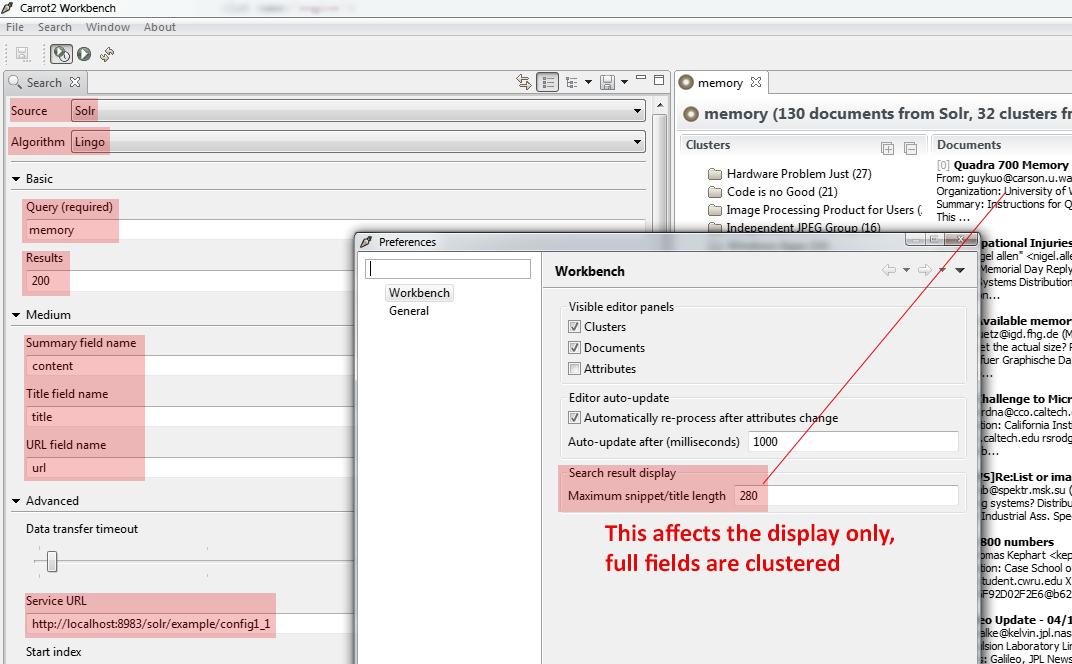 Carrot2 Workbench
File Search Window About
Search
Source Solr
Algorithm Lingo
Basic
Query (required)
memory
Results
200
Medium
Summary field name
content
Title field name
title
URL field name
url
Advanced
Data transfer timeout
Service URL
http://localhost:8983/solr/example/config1_1
Start index
memory
memory (130 documents from Solr, 32 clusters fr
Clusters
Hardware Problem Just (27)
Code is no Good (21)
Image Processing Product for Users (
Independent JPEG Group (16)
Documents
[0] Quadra 700 Memory
From: guykuo@carson.u.wa
Organization: University of W
Summary: Instructions for Q
This ...
Preferences
Workbench
General
Workbench
Visible editor panels
Clusters
Documents
Attributes
Editor auto-update
Automatically re-process after attributes change
Auto-update after (milliseconds) 1000
Search result display
Maximum snippet/title length 280
This affects the display only,
full fields are clustered
pational Injuries
igel allen" <nigel.alle
Memorial Day Reply
Systems Distribution
on...
Available memor
uetz@igd.fhg.de (M
et the actual size? F
fuer Graphische Da
...
hallenge to Micr
rdna@cco.caltech.e
tion: California Inst
.caltech.edu rsrodg
b...
S]Re:List or ima
b@spektr.msk.su (
g systems? Distribu
Industrial Ass. Spe
800 numbers
omas Kephart <kep
tion: Case School o
tudent.cwru.edu X
6F92D02F2E6@b62
eo Update - 04/1
alke@kelvin.jpl.nas
ulsion Laboratory Lin
s: Galileo, JPL News